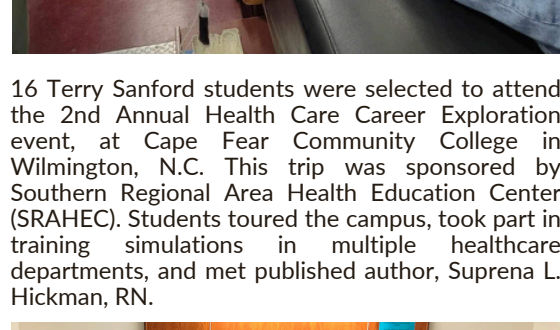 16 Terry Sanford students were selected to attend
the 2nd Annual Health Care Career Exploration
event, at Cape Fear Community College in
Wilmington, N.C. This trip was sponsored by
Southern Regional Area Health Education Center
(SRAHEC). Students toured the campus, took part in
training simulations in multiple healthcare
departments, and met published author, Suprena L.
Hickman, RN.